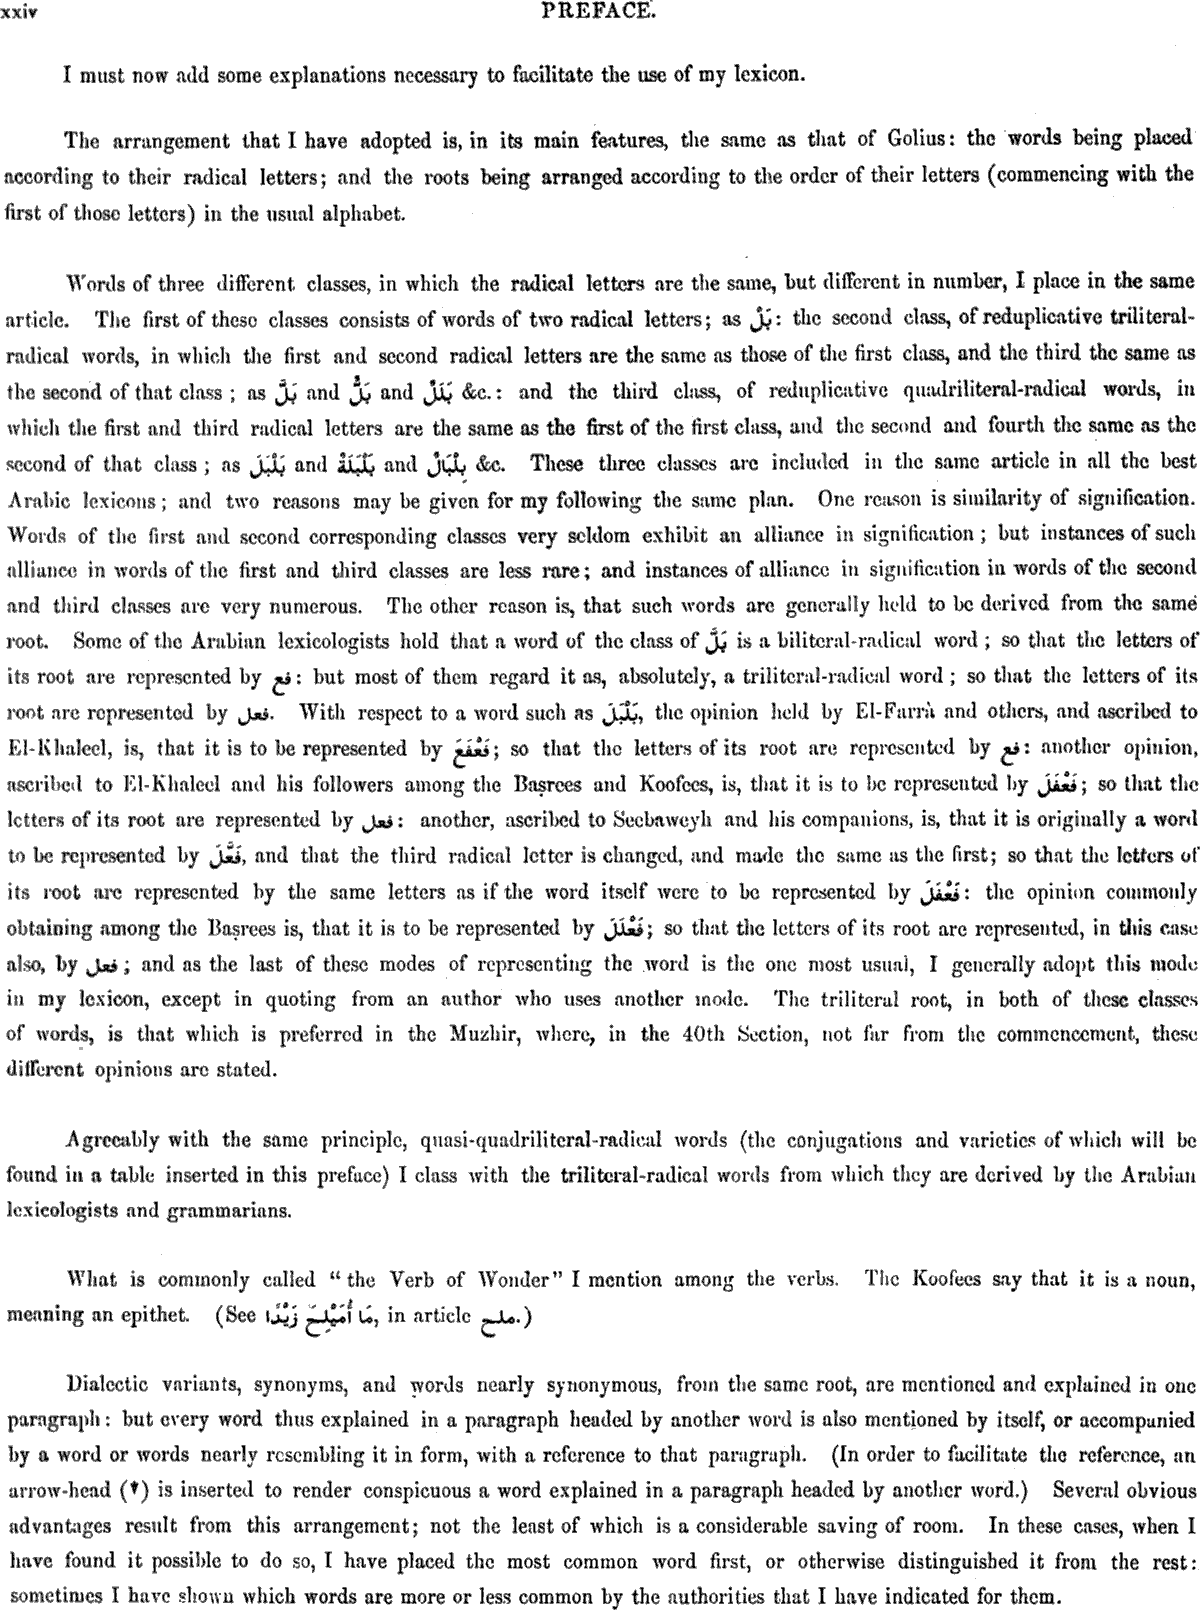 xxiv
PREFACE.
I must now add some explanations necessary to facilitate the use of my lexicon.
The arrangement that I have adopted is, in its main features, the same as that of Golius: the words being placed
according to their radical letters; and the roots being arranged according to the order of their letters (commencing with the
first of those letters) in the usual alphabet.
Words of three different classes, in which the radical letters are the same, but different in number, I place in the same
article. The first of these classes consists of words of two radical letters; as بَلْ: the second class, of reduplicative triliteral-
radical words, in which the first and second radical letters are the same as those of the first class, and the third the same as
the second of that class; as بَلَّ and بَلٌّ and بَلَلٌ &c.: and the third class, of reduplicative quadriliteral-radical words, in
which the first and third radical letters are the same as the first of the first class, and the second and fourth the same as the
second of that class; as بَلْبَلَ and بَلْبَلَةٌ and بِلْبَالٌ &c. These three classes are included in the same article in all the best
Arabic lexicons; and two reasons may be given for my following the same plan. One reason is similarity of signification.
Words of the first and second corresponding classes very seldom exhibit an alliance in signification; but instances of such
alliance in words of the first and third classes are less rare; and instances of alliance in signification in words of the second
and third classes are very numerous. The other reason is, that such words are generally held to be derived from the same
root. Some of the Arabian lexicologists hold that a word of the class of بَلَّ is a biliteral-radical word; so that the letters of
its root are represented by فع: but most of them regard it as, absolutely, a triliteral-radical word; so that the letters of its
root are represented by فعل. With respect to a word such as بَلْبَلَ, the opinion held by El-Farrà and others, and ascribed to
El-Khaleel, is, that it is to be represented by فَعْفَعَ; so that the letters of its root are represented by فع: another opinion,
ascribed to El-Khaleel and his followers among the Baṣrees and Koofees, is, that it is to be represented by فَعْفَلَ; so that the
letters of its root are represented by فعل: another, ascribed to Seebaweyh and his companions, is, that it is originally a word
to be represented by فَعَّلَ, and that the third radical letter is changed, and made the same as the first; so that the letters of
its root are represented by the same letters as if the word itself were to be represented by فَعْفَلَ: the opinion commonly
obtaining among the Baṣrees is, that it is to be represented by فَعْلَلَ; so that the letters of its root are represented, in this case
also, by فعل; and as the last of these modes of representing the word is the one most usual, I generally adopt this mode
in my lexicon, except in quoting from an author who uses another mode. The triliteral root, in both of these classes
of words, is that which is preferred in the Muzhir, where, in the 40th Section, not far from the commencement, these
different opinions are stated.
Agreeably with the same principle, quasi-quadriliteral-radical words (the conjugations and varieties of which will be
found in a table inserted in this preface) I class with the triliteral-radical words from which they are derived by the Arabian
lexicologists and grammarians.
What is commonly called “the Verb of Wonder” I mention among the verbs. The Koofees say that it is a noun,
meaning an epithet. (See مَا أُمَيْلِحَ زَيْدًا, in article ملح.)
Dialectic variants, synonyms, and words nearly synonymous, from the same root, are mentioned and explained in one
paragraph: but every word thus explained in a paragraph headed by another word is also mentioned by itself, or accompanied
by a word or words nearly resembling it in form, with a reference to that paragraph. (In order to facilitate the reference, an
arrow-head (▾) is inserted to render conspicuous a word explained in a paragraph headed by another word.) Several obvious
advantages result from this arrangement; not the least of which is a considerable saving of room. In these cases, when I
have found it possible to do so, I have placed the most common word first, or otherwise distinguished it from the rest:
sometimes I have shown which words are more or less common by the authorities that I have indicated for them.